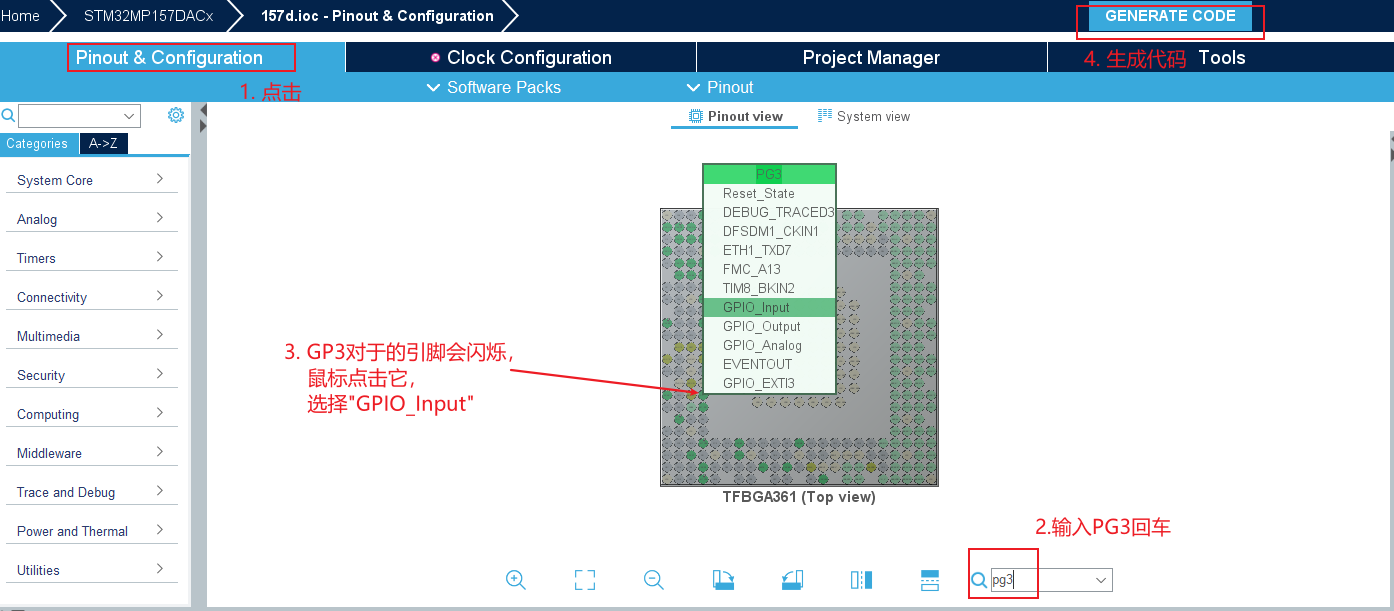 Home
STM32MP157DACx
157d.ioc - Pinout & Configuration
GENERATE CODE
Pinout & Configuration
Clock Configuration
Project Manager
4. 生成代码
Tools
1. 点击
Software Packs
Pinout
Pinout view
System view
Categories
A->Z
System Core
Analog
Timers
Connectivity
Multimedia
Security
Computing
Middleware
Trace and Debug
Power and Thermal
Utilities
PG3
Reset_State
DEBUG_TRACED3
DFSDM1_CKIN1
ETH1_TXD7
FMC_A13
TIM8_BKIN2
GPIO_Input
GPIO_Output
GPIO_Analog
EVENTOUT
GPIO_EXTI3
3. GP3对于的引脚会闪烁，
鼠标点击它，
选择"GPIO_Input"
TFBGA361 (Top view)
2.输入PG3回车
pg3